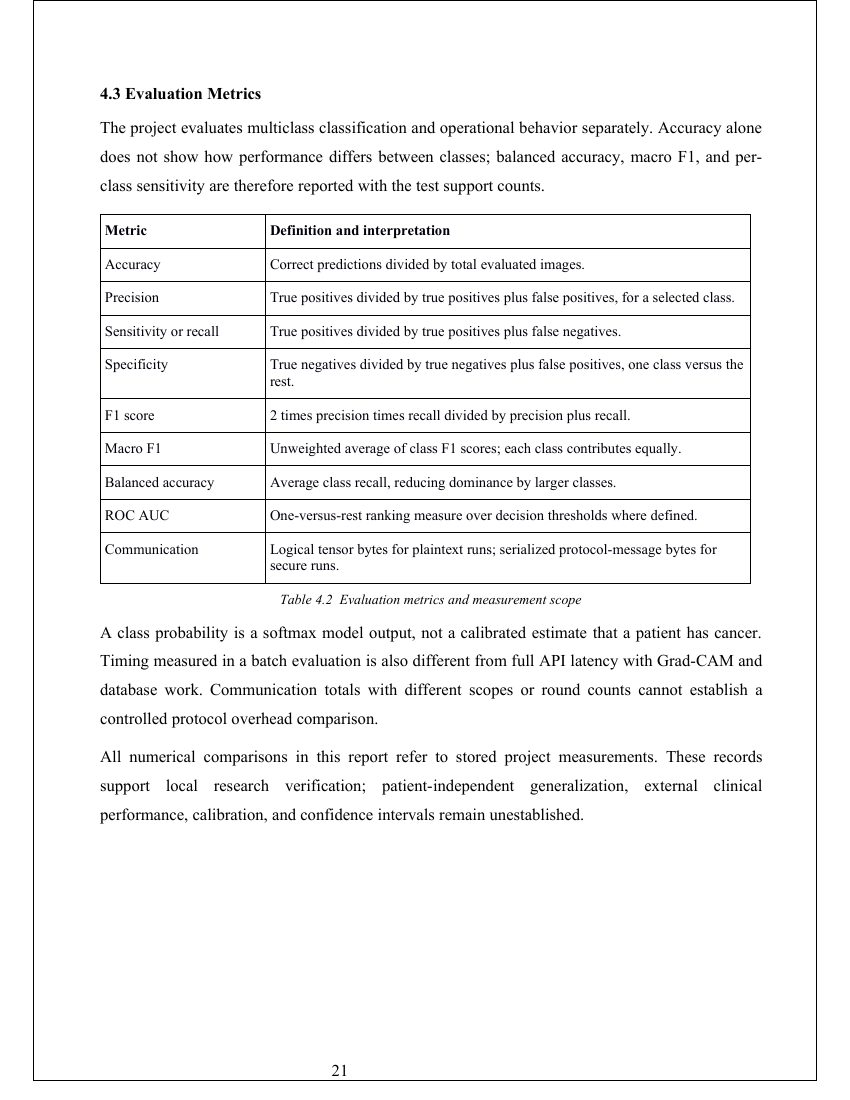 4.3 Evaluation Metrics
The project evaluates multiclass classification and operational behavior separately. Accuracy alone
does not show how performance differs between classes; balanced accuracy, macro F1, and per-
class sensitivity are therefore reported with the test support counts.
Metric Definition and interpretation
Accuracy Correct predictions divided by total evaluated images.
Precision True positives divided by true positives plus false positives, for a selected class.
Sensitivity or recall True positives divided by true positives plus false negatives.
Specificity True negatives divided by true negatives plus false positives, one class versus the
rest.
F1 score 2 times precision times recall divided by precision plus recall.
Macro F1 Unweighted average of class F1 scores; each class contributes equally.
Balanced accuracy Average class recall, reducing dominance by larger classes.
ROC AUC One-versus-rest ranking measure over decision thresholds where defined.
Communication Logical tensor bytes for plaintext runs; serialized protocol-message bytes for
secure runs.
Table 4.2 Evaluation metrics and measurement scope
A class probability is a softmax model output, not a calibrated estimate that a patient has cancer.
Timing measured in a batch evaluation is also different from full API latency with Grad-CAM and
database work. Communication totals with different scopes or round counts cannot establish a
controlled protocol overhead comparison.
All numerical comparisons in this report refer to stored project measurements. These records
support local research verification; patient-independent generalization, external clinical
performance, calibration, and confidence intervals remain unestablished.
21